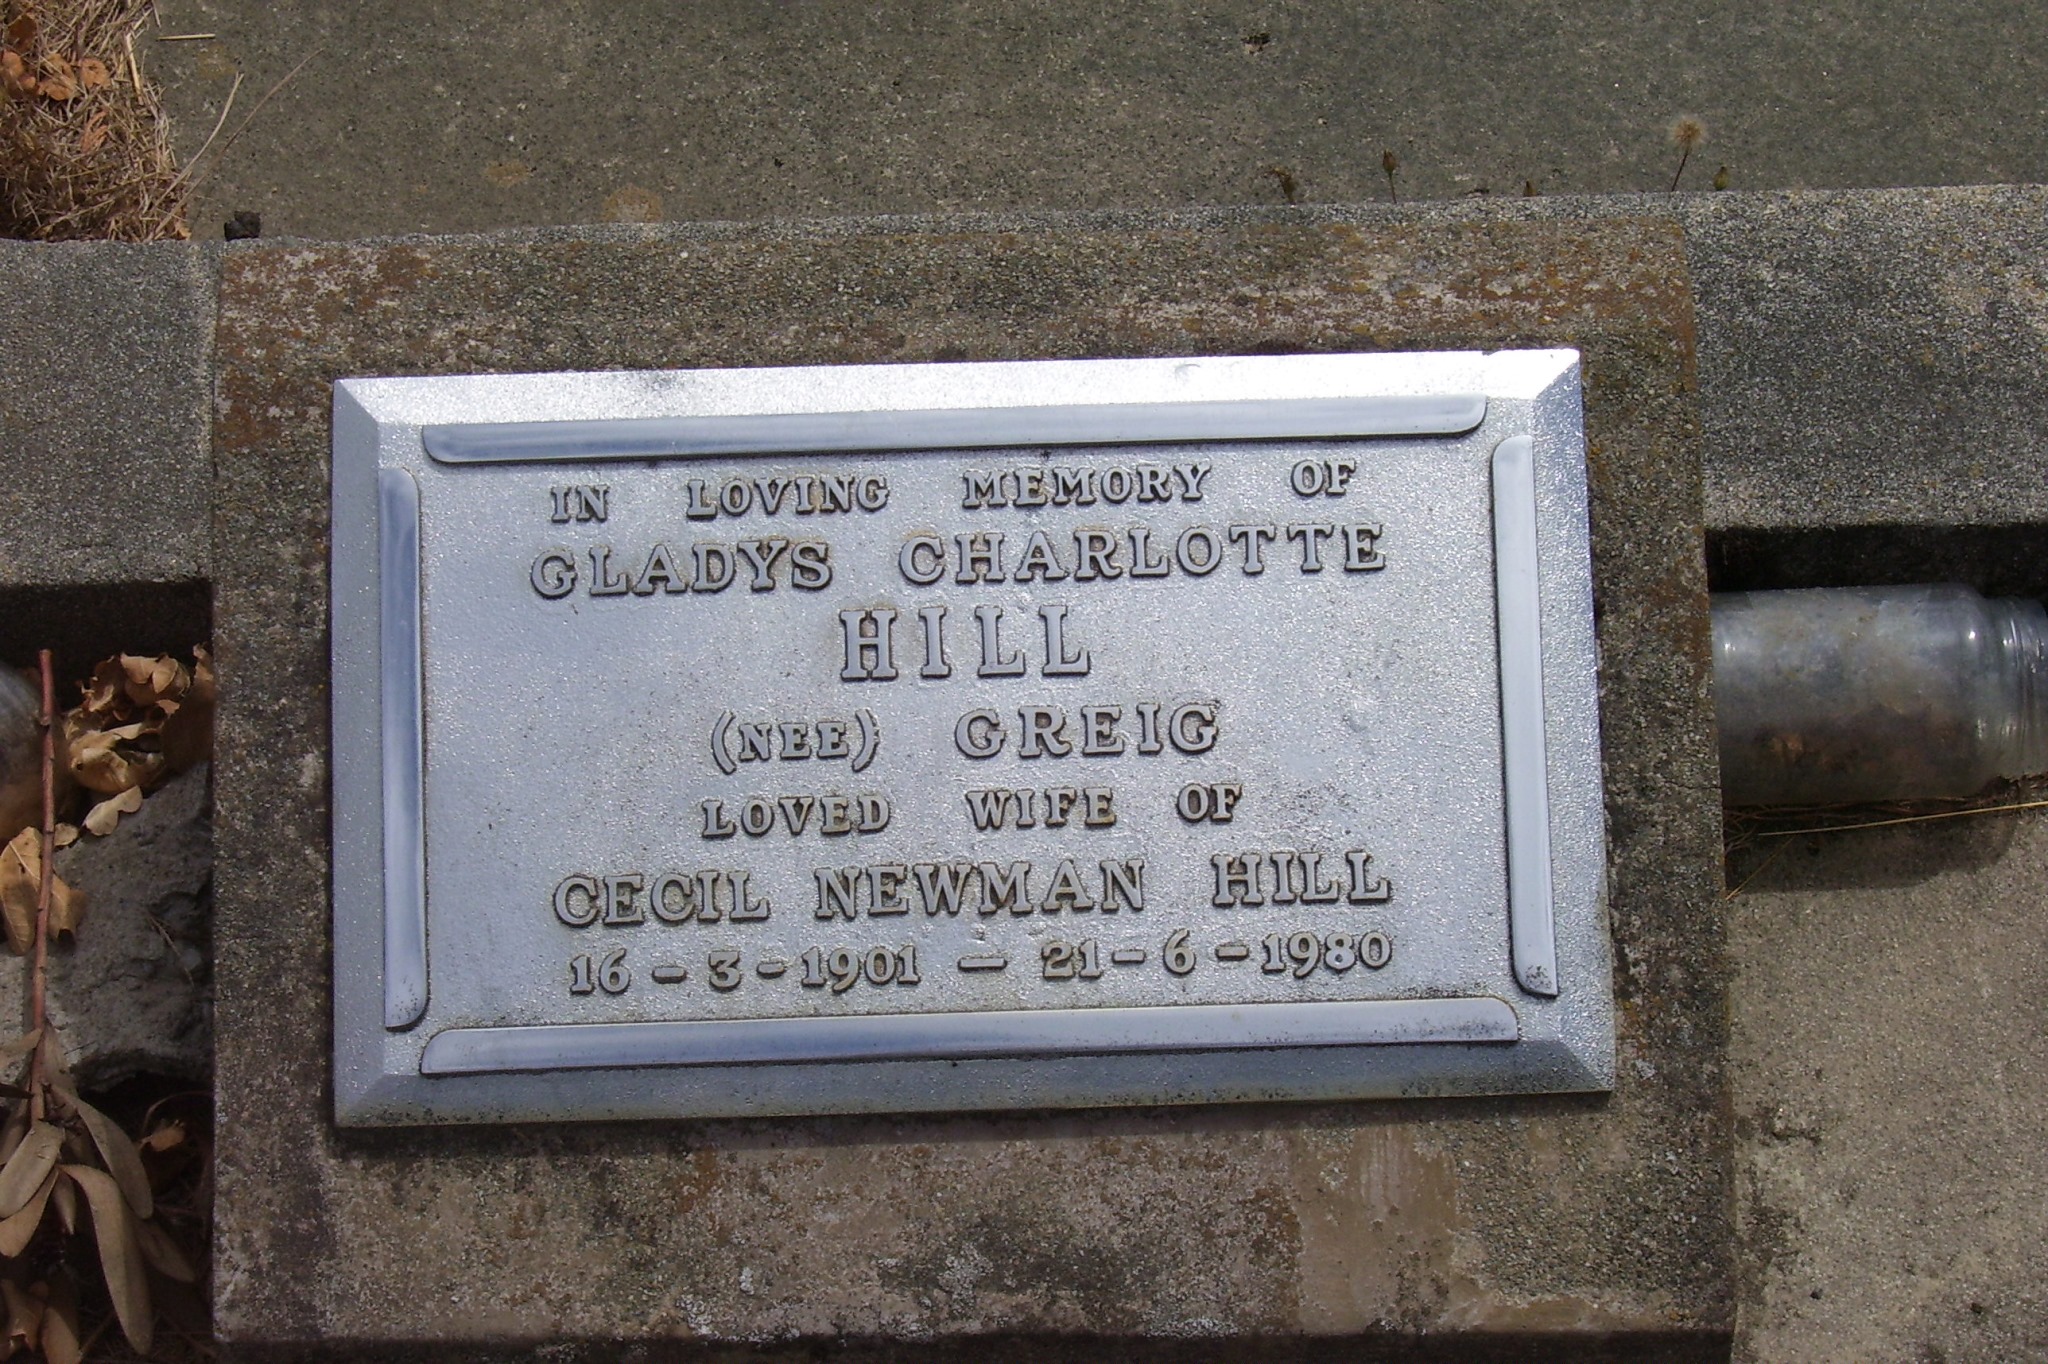 IN LOVING MEMORY OF
GLADYS CHARLOTTE
HILL
(NEE) GREIG
LOVED WIFE OF
CECIL NEWMAN HILL
16-3-1901 - 21-6-1980